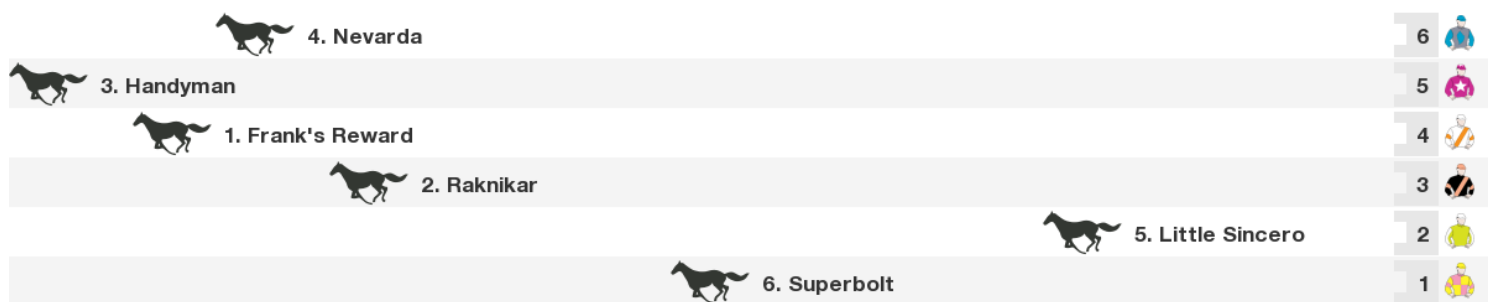 4. Nevarda 6
3. Handyman 5
1. Frank's Reward 4
2. Raknikar 3
5. Little Sincero 2
6. Superbolt 1